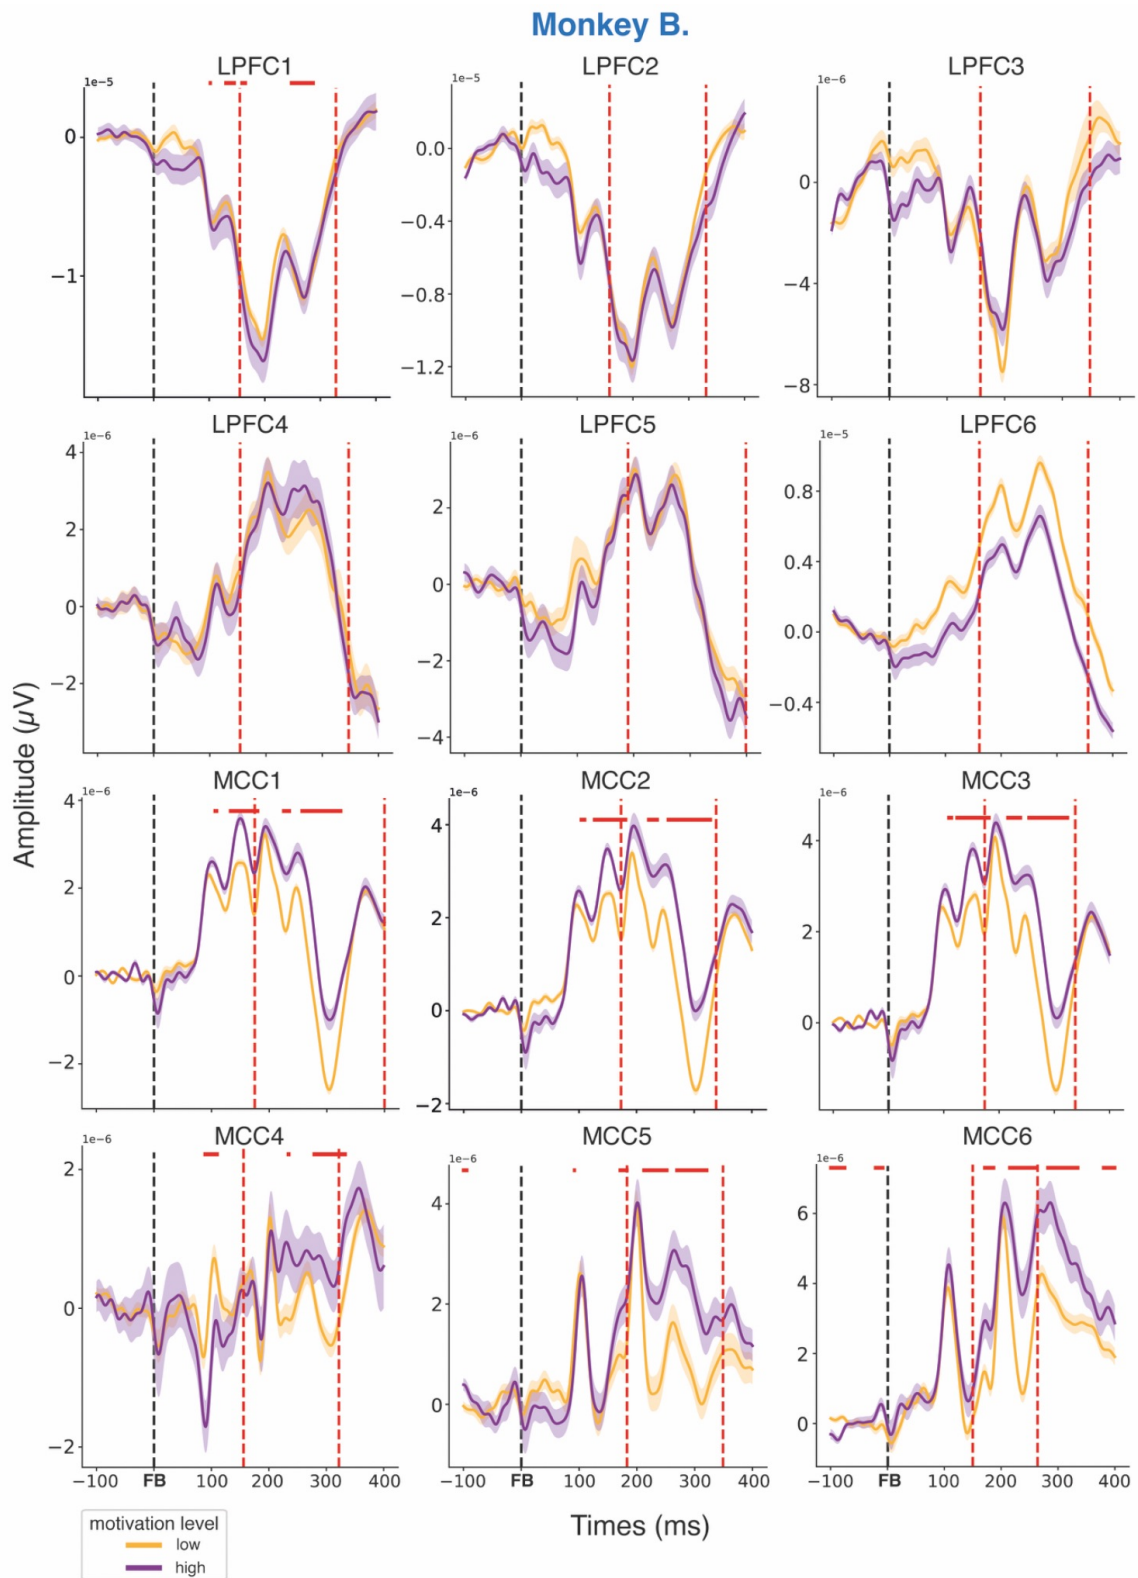 Monkey B.
LPFC1 LPFC2 LPFC3
1e−5 1e−5 1e−6
0 0.0 0
−0.4
−1 −0.8 −4
−1.2 −8
LPFC4 LPFC5 LPFC6
1e−6 1e−6 1e−5
4 2 0.8
2 0 0.4
0 −2 0.0
−2 −4 −0.4
MCC1 MCC2 MCC3
1e−6 1e−6 1e−6
4 4 4
2 2 2
0 0 0
−2 −2
MCC4 MCC5 MCC6
1e−6 1e−6 1e−6
2 4 6
0 2 4
−2 0 6
0
−100 FB 100 200 300 400 −100 FB 100 200 300 400 −100 FB 100 200 300 400
Amplitude (μV)
Times (ms)
motivation level
low
high